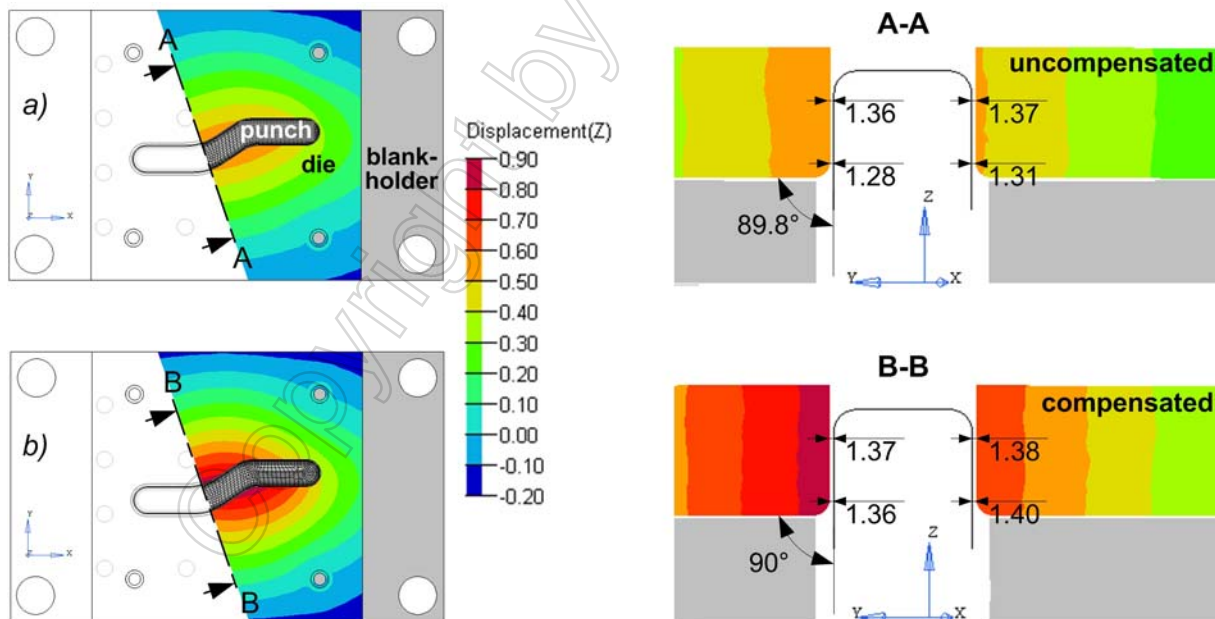 A
a)
punch
die
blank-
holder
A
Y
Z
X
Displacement(Z)
0.90
0.80
0.70
0.60
0.50
0.40
0.30
0.20
0.10
0.00
-0.10
-0.20
A-A
uncompensated
1.36
1.37
1.28
1.31
89.8°
Z
Y
X
B
b)
B
Y
Z
X
B-B
compensated
1.37
1.38
1.36
1.40
90°
Z
Y
X
© copyright by